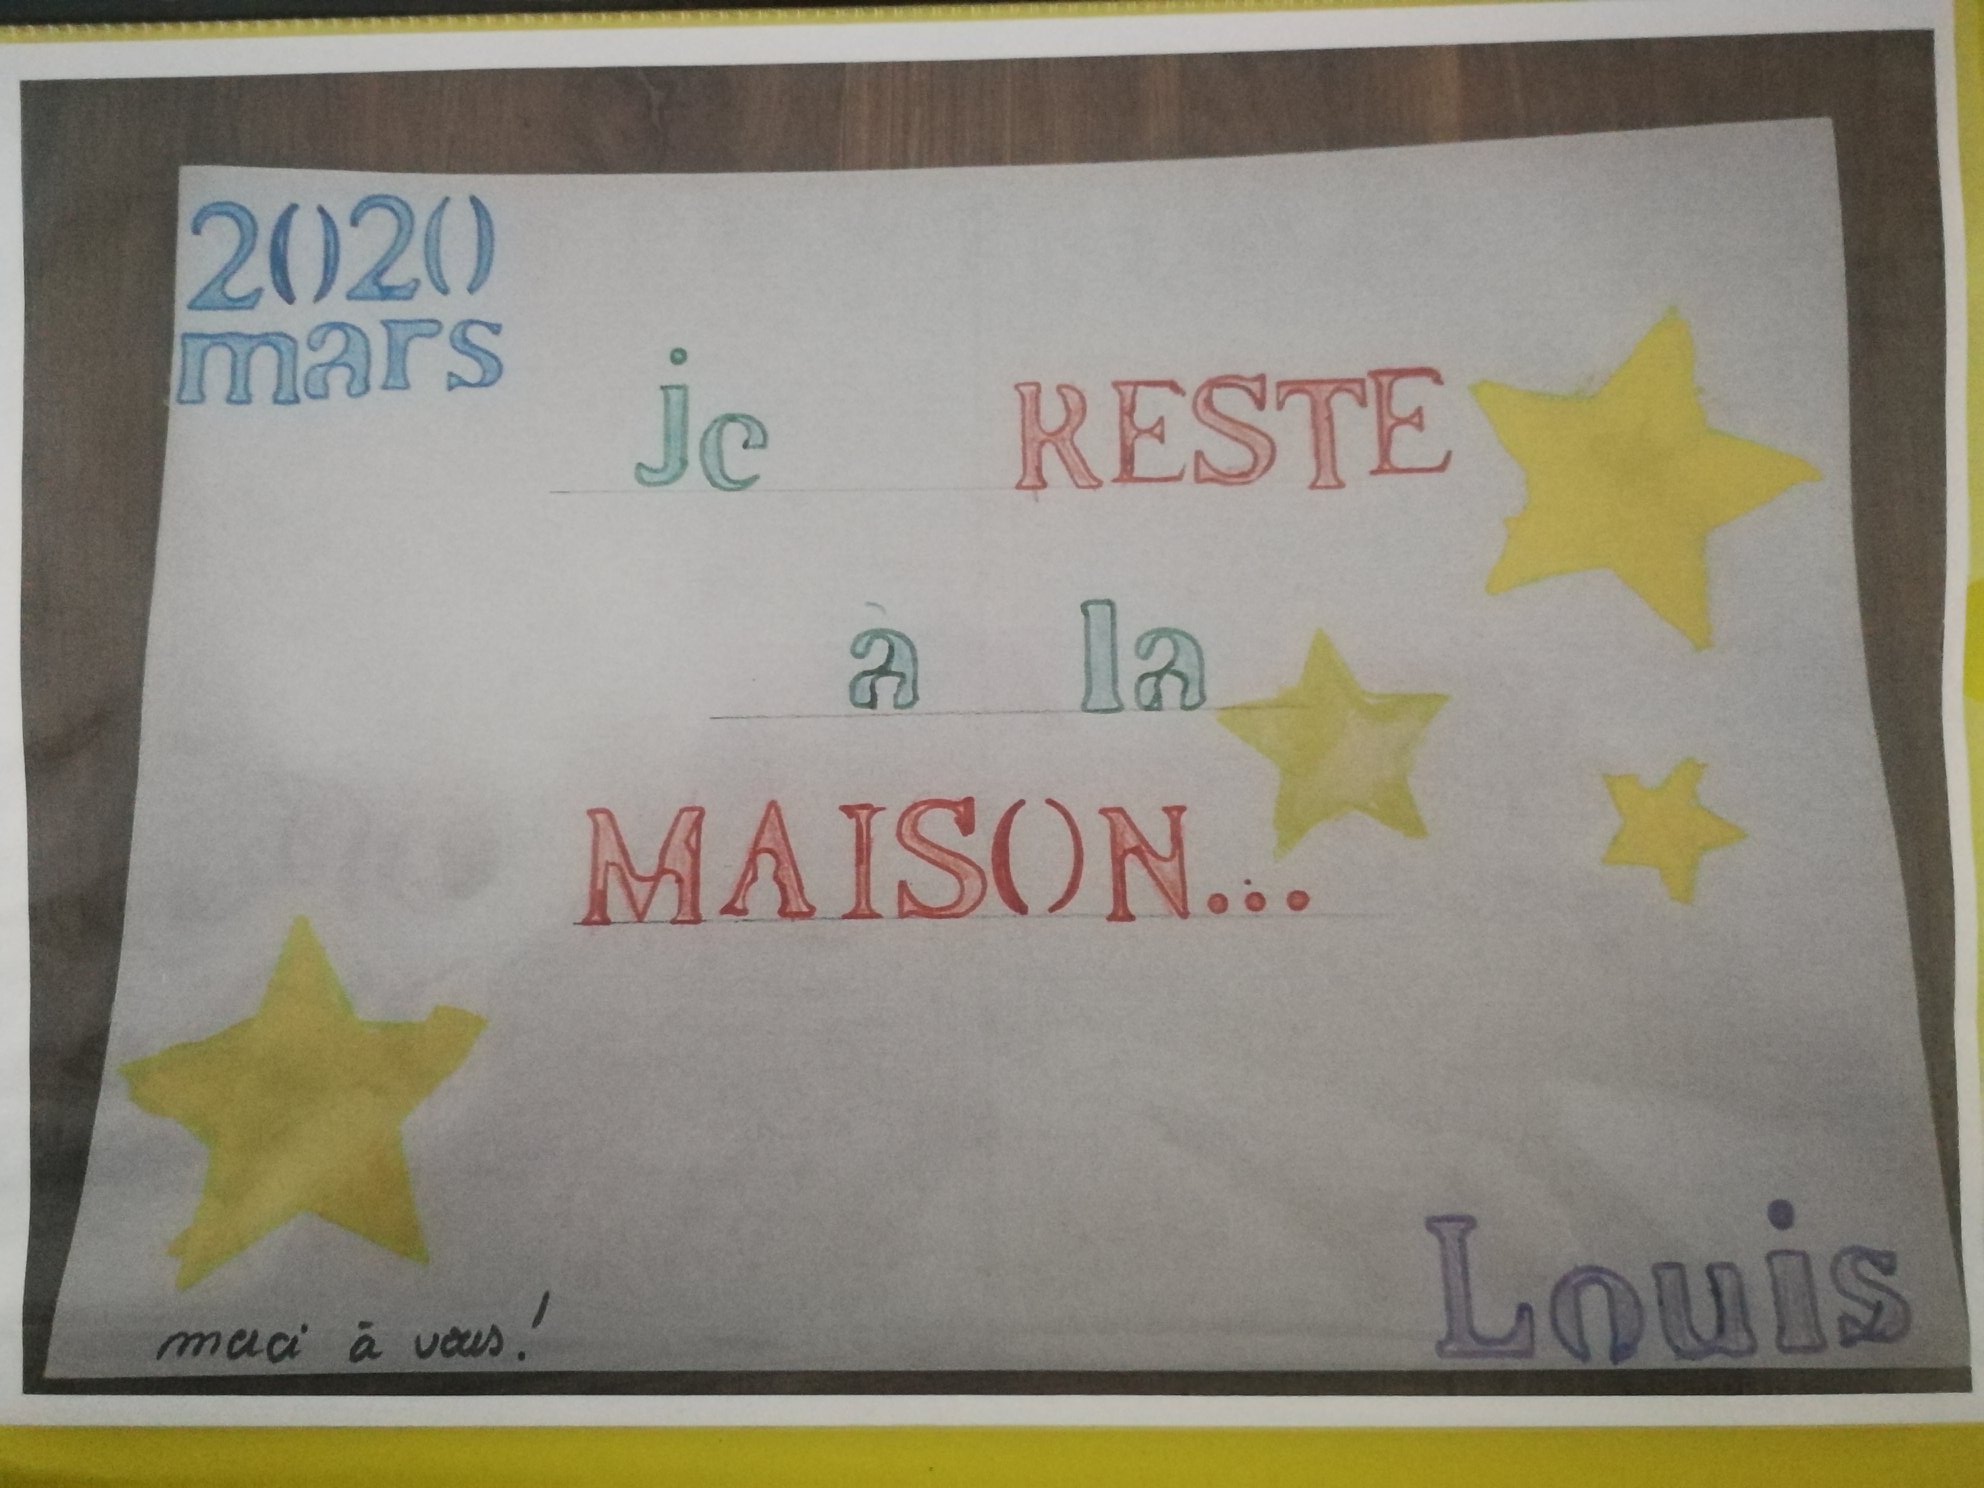 2020
mars
je RESTE
à la
MAISON...
merci à vous!
Louis